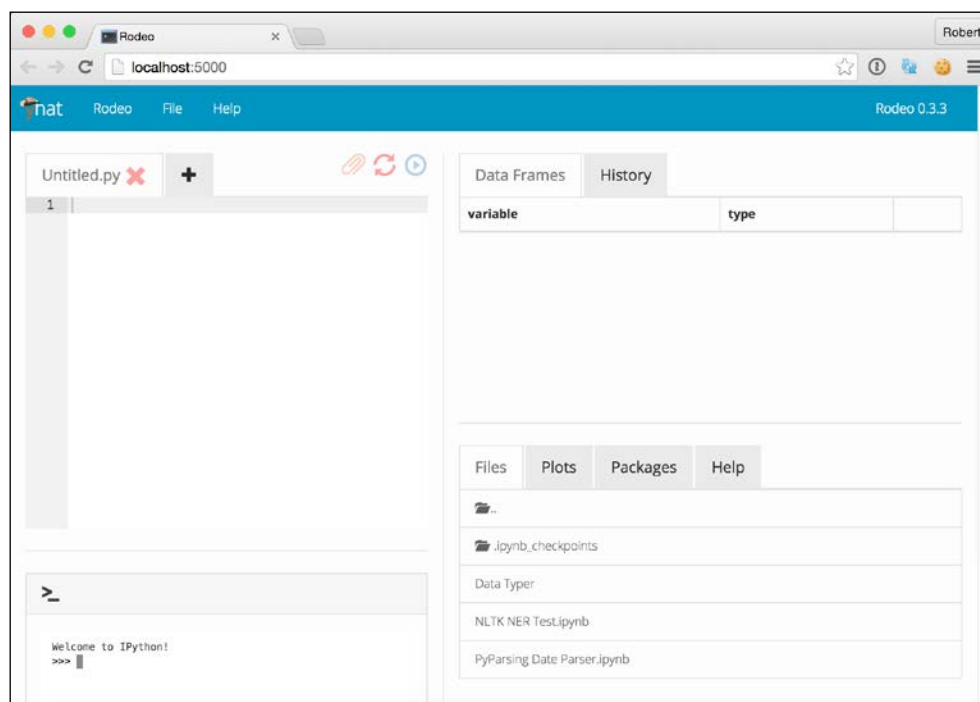 Rodeo
Robert
localhost:5000
nat Rodeo File Help Rodeo 0.3.3
Untitled.py
1
Data Frames History
variable type
Files Plots Packages Help
..
.ipynb_checkpoints
Data Typer
NLTK NER Test.ipynb
PyParsing Date Parser.ipynb
>_
Welcome to IPython!
>>>